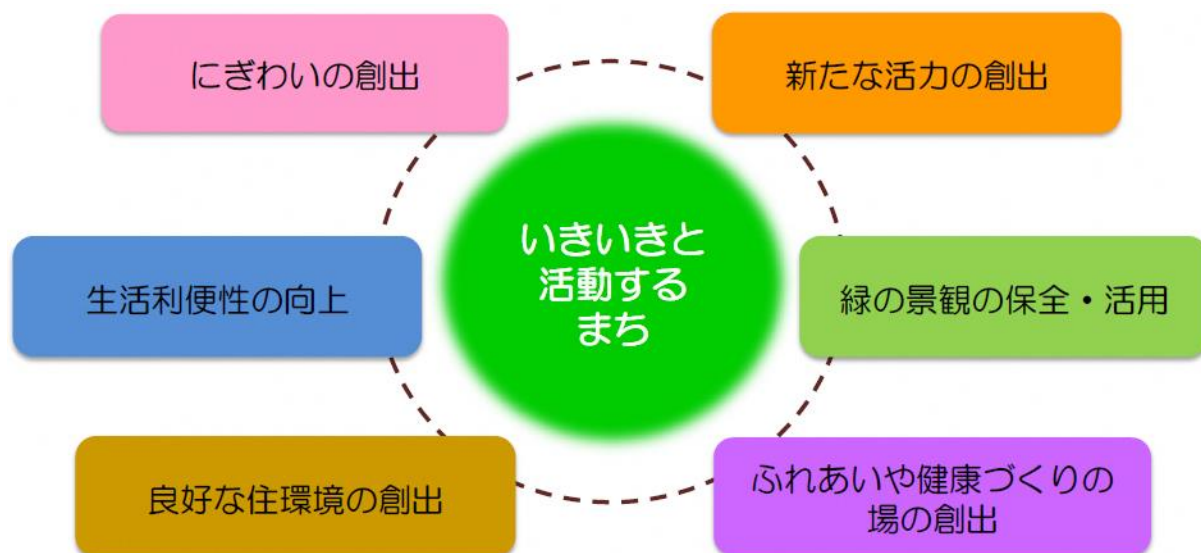 にぎわいの創出
新たな活力の創出
いきいきと
活動する
まち
生活利便性の向上
緑の景観の保全・活用
良好な住環境の創出
ふれあいや健康づくりの
場の創出